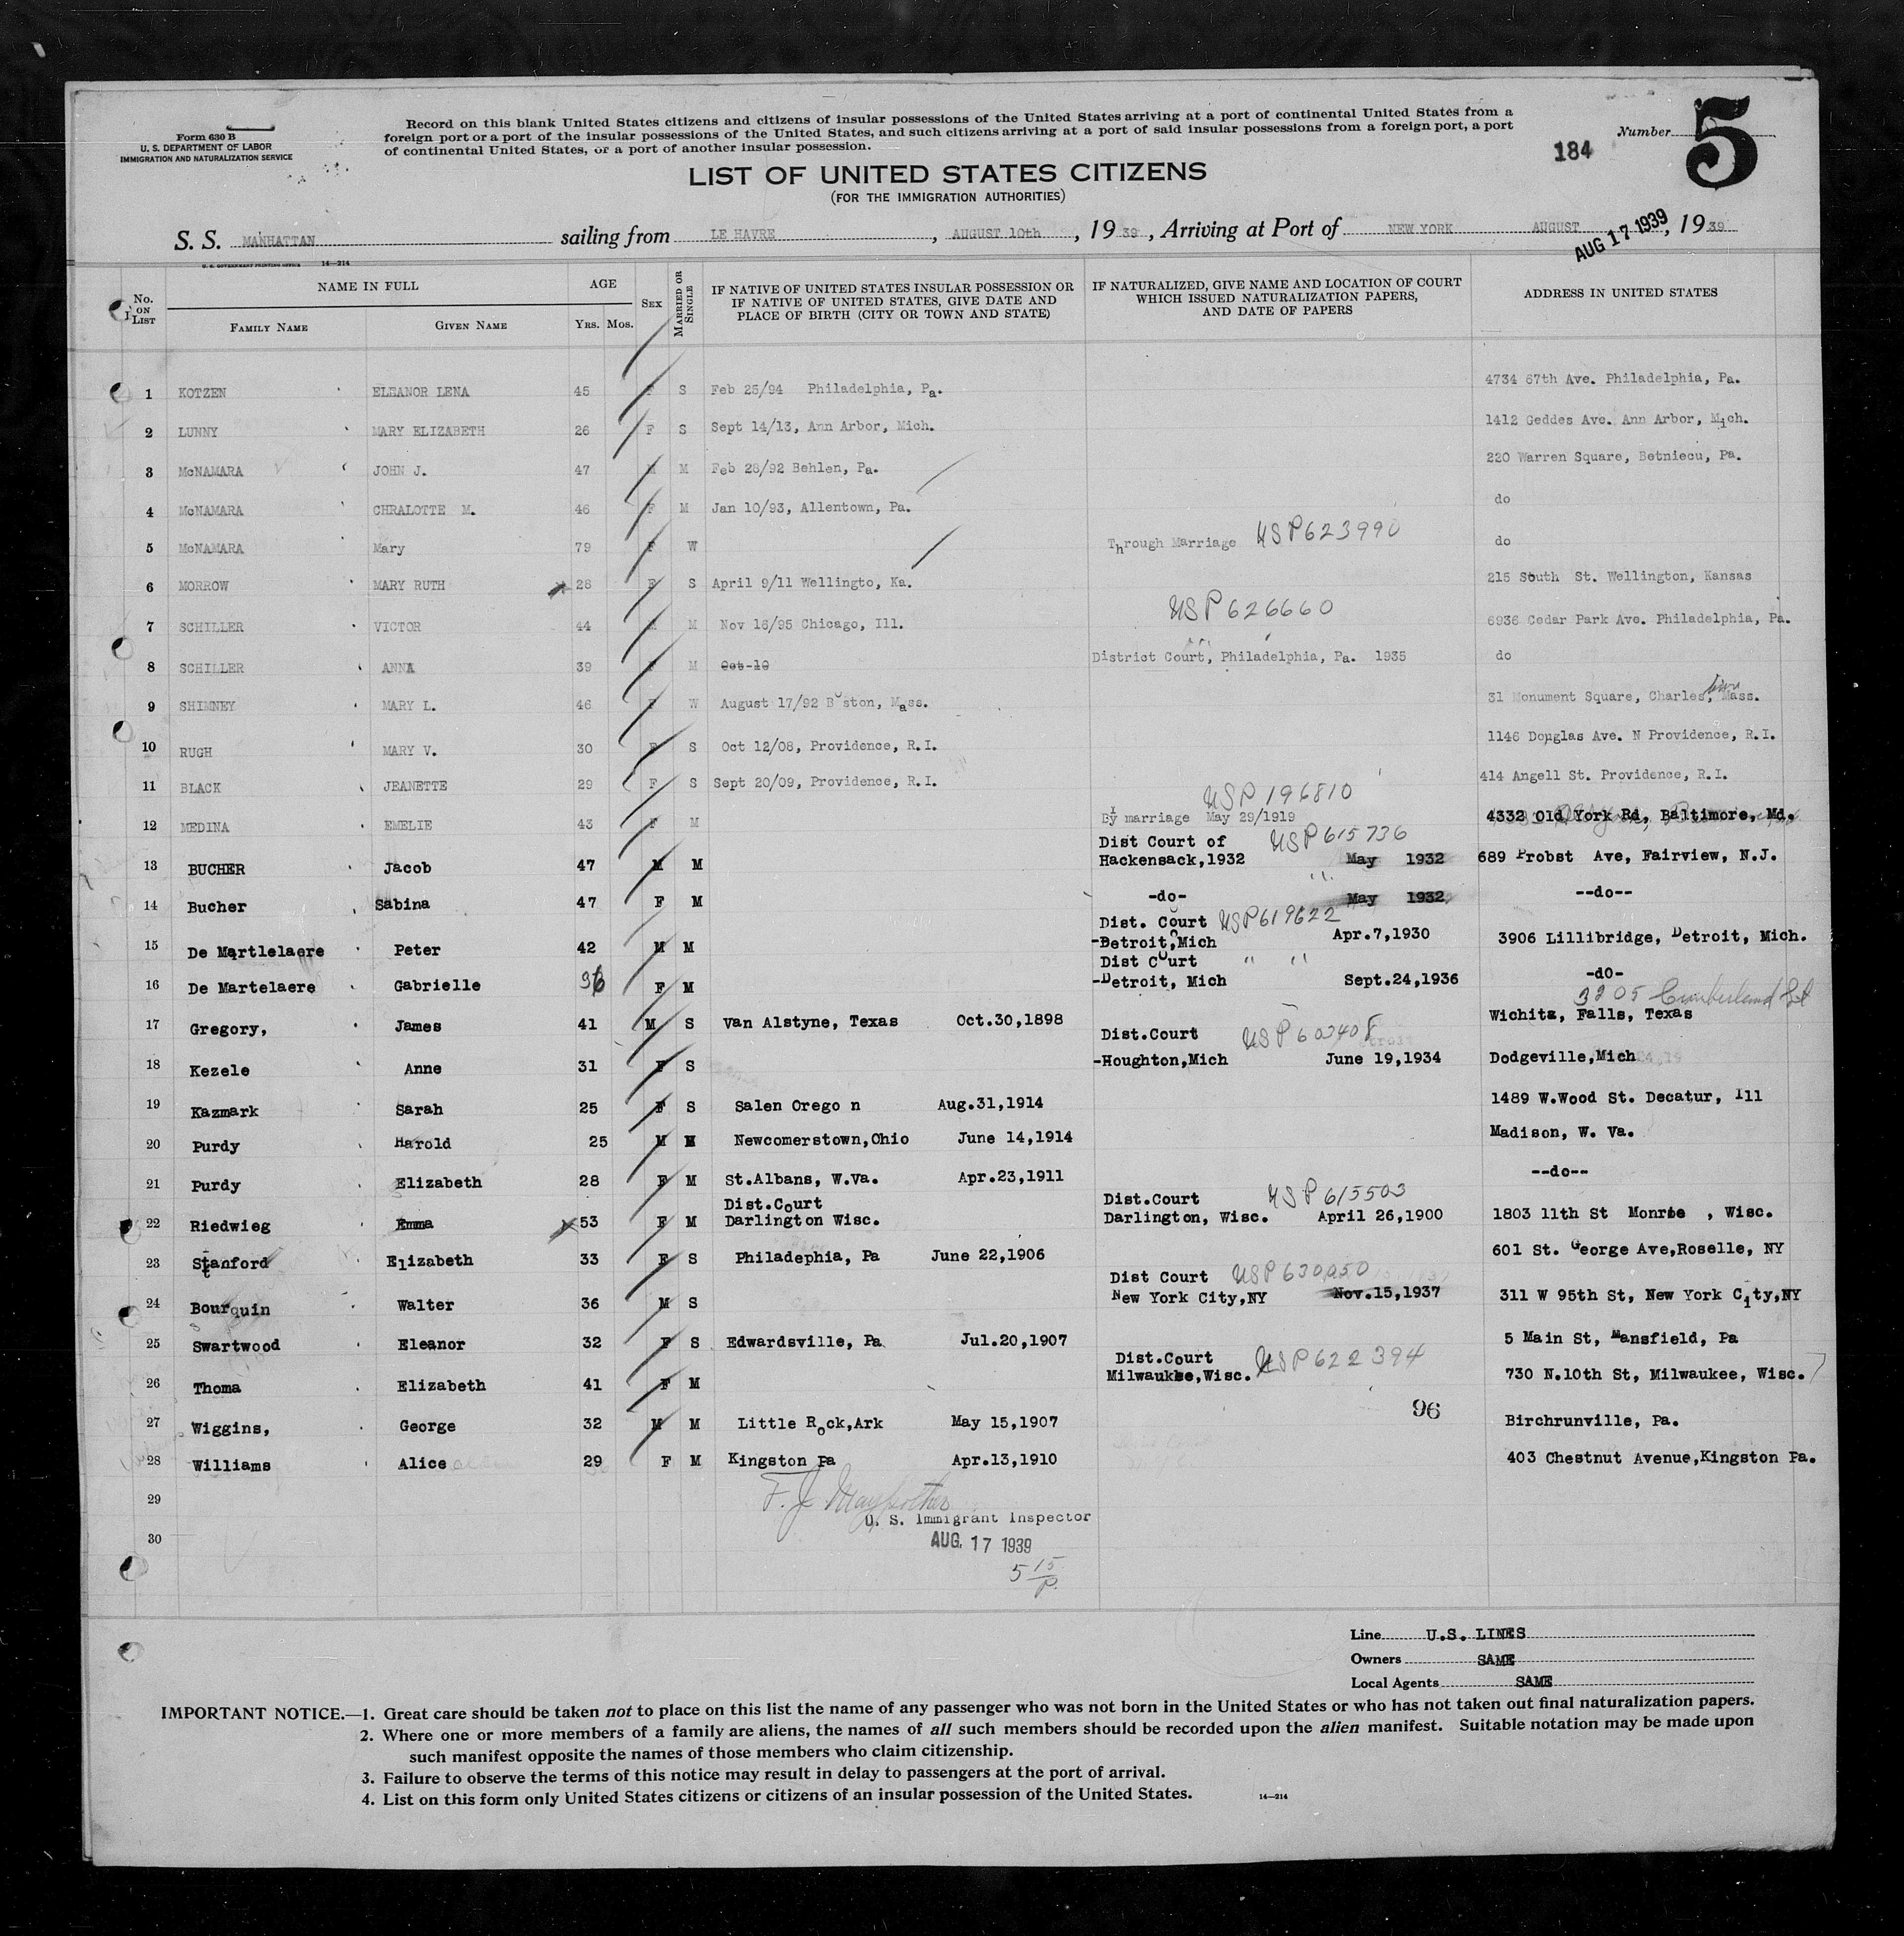 Form 630 B
U. S. DEPARTMENT OF LABOR
IMMIGRATION AND NATURALIZATION SERVICE
Record on this blank United States citizens and citizens of insular possessions of the United States arriving at a port of continental United States from a
foreign port or a port of the insular possessions of the United States, and such citizens arriving at a port of said insular possessions from a foreign port, a port
of continental United States, or a port of another insular possession.
Number 5
184
LIST OF UNITED STATES CITIZENS
(FOR THE IMMIGRATION AUTHORITIES)
S. S. MANHATTAN sailing from LE HAVRE, AUGUST 10th, 1939, Arriving at Port of NEW YORK AUGUST, 1939
AUG 17 1939
U. S. GOVERNMENT PRINTING OFFICE 14—214
No. ON LIST NAME IN FULL FAMILY NAME GIVEN NAME AGE YRS. MOS. SEX MARRIED OR SINGLE IF NATIVE OF UNITED STATES INSULAR POSSESSION OR IF NATIVE OF UNITED STATES, GIVE DATE AND PLACE OF BIRTH (CITY OR TOWN AND STATE) IF NATURALIZED, GIVE NAME AND LOCATION OF COURT WHICH ISSUED NATURALIZATION PAPERS, AND DATE OF PAPERS ADDRESS IN UNITED STATES
1 KOTZEN ELEANOR LENA 45 F S Feb 25/94 Philadelphia, Pa. 4734 67th Ave. Philadelphia, Pa.
2 LUNNY MARY ELIZABETH 26 F S Sept 14/13, Ann Arbor, Mich. 1412 Geddes Ave. Ann Arbor, Mich.
3 McNAMARA JOHN J. 47 M M Feb 28/92 Behlen, Pa. 220 Warren Square, Betniecu, Pa.
4 McNAMARA CHRALOTTE M. 46 F M Jan 10/93, Allentown, Pa. do
5 McNAMARA Mary 79 F W Through Marriage USP623990 do
6 MORROW MARY RUTH 28 F S April 9/11 Wellingto, Ka. 215 South St. Wellington, Kansas
USP626660
7 SCHILLER VICTOR 44 M M Nov 16/95 Chicago, Ill. 6936 Cedar Park Ave. Philadelphia, Pa.
8 SCHILLER ANNA 39 F M Oct 10 District Court, Philadelphia, Pa. 1935 do
9 SHIMNEY MARY L. 46 F W August 17/92 Boston, Mass. 31 Monument Square, Charlestown, Mass.
10 RUGH MARY V. 30 F S Oct 12/08, Providence, R.I. 1146 Douglas Ave. N Providence, R.I.
11 BLACK JEANETTE 29 F S Sept 20/09, Providence, R.I. 414 Angell St. Providence, R.I.
USP196810
12 MEDINA EMELIE 43 F M By marriage May 29/1919 4332 Old York Rd, Baltimore, Md.
Dist Court of USP615736
13 BUCHER Jacob 47 M M Hackensack,1932 May 1932 689 Probst Ave, Fairview, N.J.
14 Bucher Sabina 47 F M -do- May 1932 --do--
Dist. Court USP619622
15 De Martlelaere Peter 42 M M -Detroit,Mich Apr.7,1930 3906 Lillibridge, Detroit, Mich.
Dist Court " "
16 De Martelaere Gabrielle 36 F M -Detroit, Mich Sept.24,1936 -do-
3205 Cumberland St
17 Gregory, James 41 M S Van Alstyne, Texas Oct.30,1898 Wichita, Falls, Texas
Dist.Court USP603408
18 Kezele Anne 31 F S -Houghton,Mich June 19,1934 Dodgeville,Mich
19 Kazmark Sarah 25 F S Salen Orego n Aug.31,1914 1489 W.Wood St. Decatur, Ill
20 Purdy Harold 25 M M Newcomerstown,Ohio June 14,1914 Madison, W. Va.
21 Purdy Elizabeth 28 F M St.Albans, W.Va. Apr.23,1911 --do--
Dist.Court Dist.Court USP615503
22 Riedwieg Emma 53 F M Darlington Wisc. Darlington, Wisc. April 26,1900 1803 11th St Monroe , Wisc.
23 Stanford Elizabeth 33 F S Philadephia, Pa June 22,1906 601 St. George Ave,Roselle, NY
Dist Court USP630950
24 Bourquin Walter 36 M S New York City,NY Nov.15,1937 311 W 95th St, New York City,NY
25 Swartwood Eleanor 32 F S Edwardsville, Pa Jul.20,1907 5 Main St, Mansfield, Pa
Dist.Court USP622394
26 Thoma Elizabeth 41 F M Milwaukee,Wisc. 730 N.10th St, Milwaukee, Wisc.
96
27 Wiggins, George 32 M M Little Rock,Ark May 15,1907 Birchrunville, Pa.
28 Williams Alice 29 F M Kingston Pa Apr.13,1910 403 Chestnut Avenue,Kingston Pa.
29
U. S. Immigrant Inspector
30
AUG 17 1939
5 15/P.
Line U.S. LINES
Owners SAME
Local Agents SAME
IMPORTANT NOTICE.—1. Great care should be taken not to place on this list the name of any passenger who was not born in the United States or who has not taken out final naturalization papers.
2. Where one or more members of a family are aliens, the names of all such members should be recorded upon the alien manifest. Suitable notation may be made upon
such manifest opposite the names of those members who claim citizenship.
3. Failure to observe the terms of this notice may result in delay to passengers at the port of arrival.
4. List on this form only United States citizens or citizens of an insular possession of the United States.
14—214